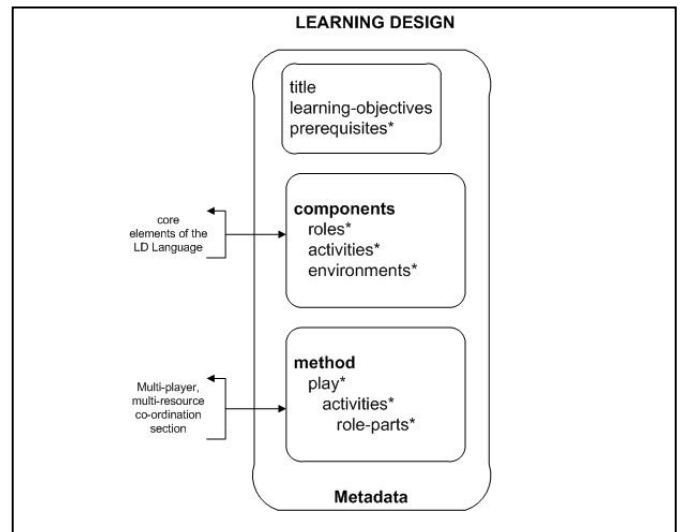 LEARNING DESIGN
title
learning-objectives
prerequisites*
core
elements of the
LD Language
components
roles*
activities*
environments*
Multi-player,
multi-resource
co-ordination
section
method
play*
activities*
role-parts*
Metadata